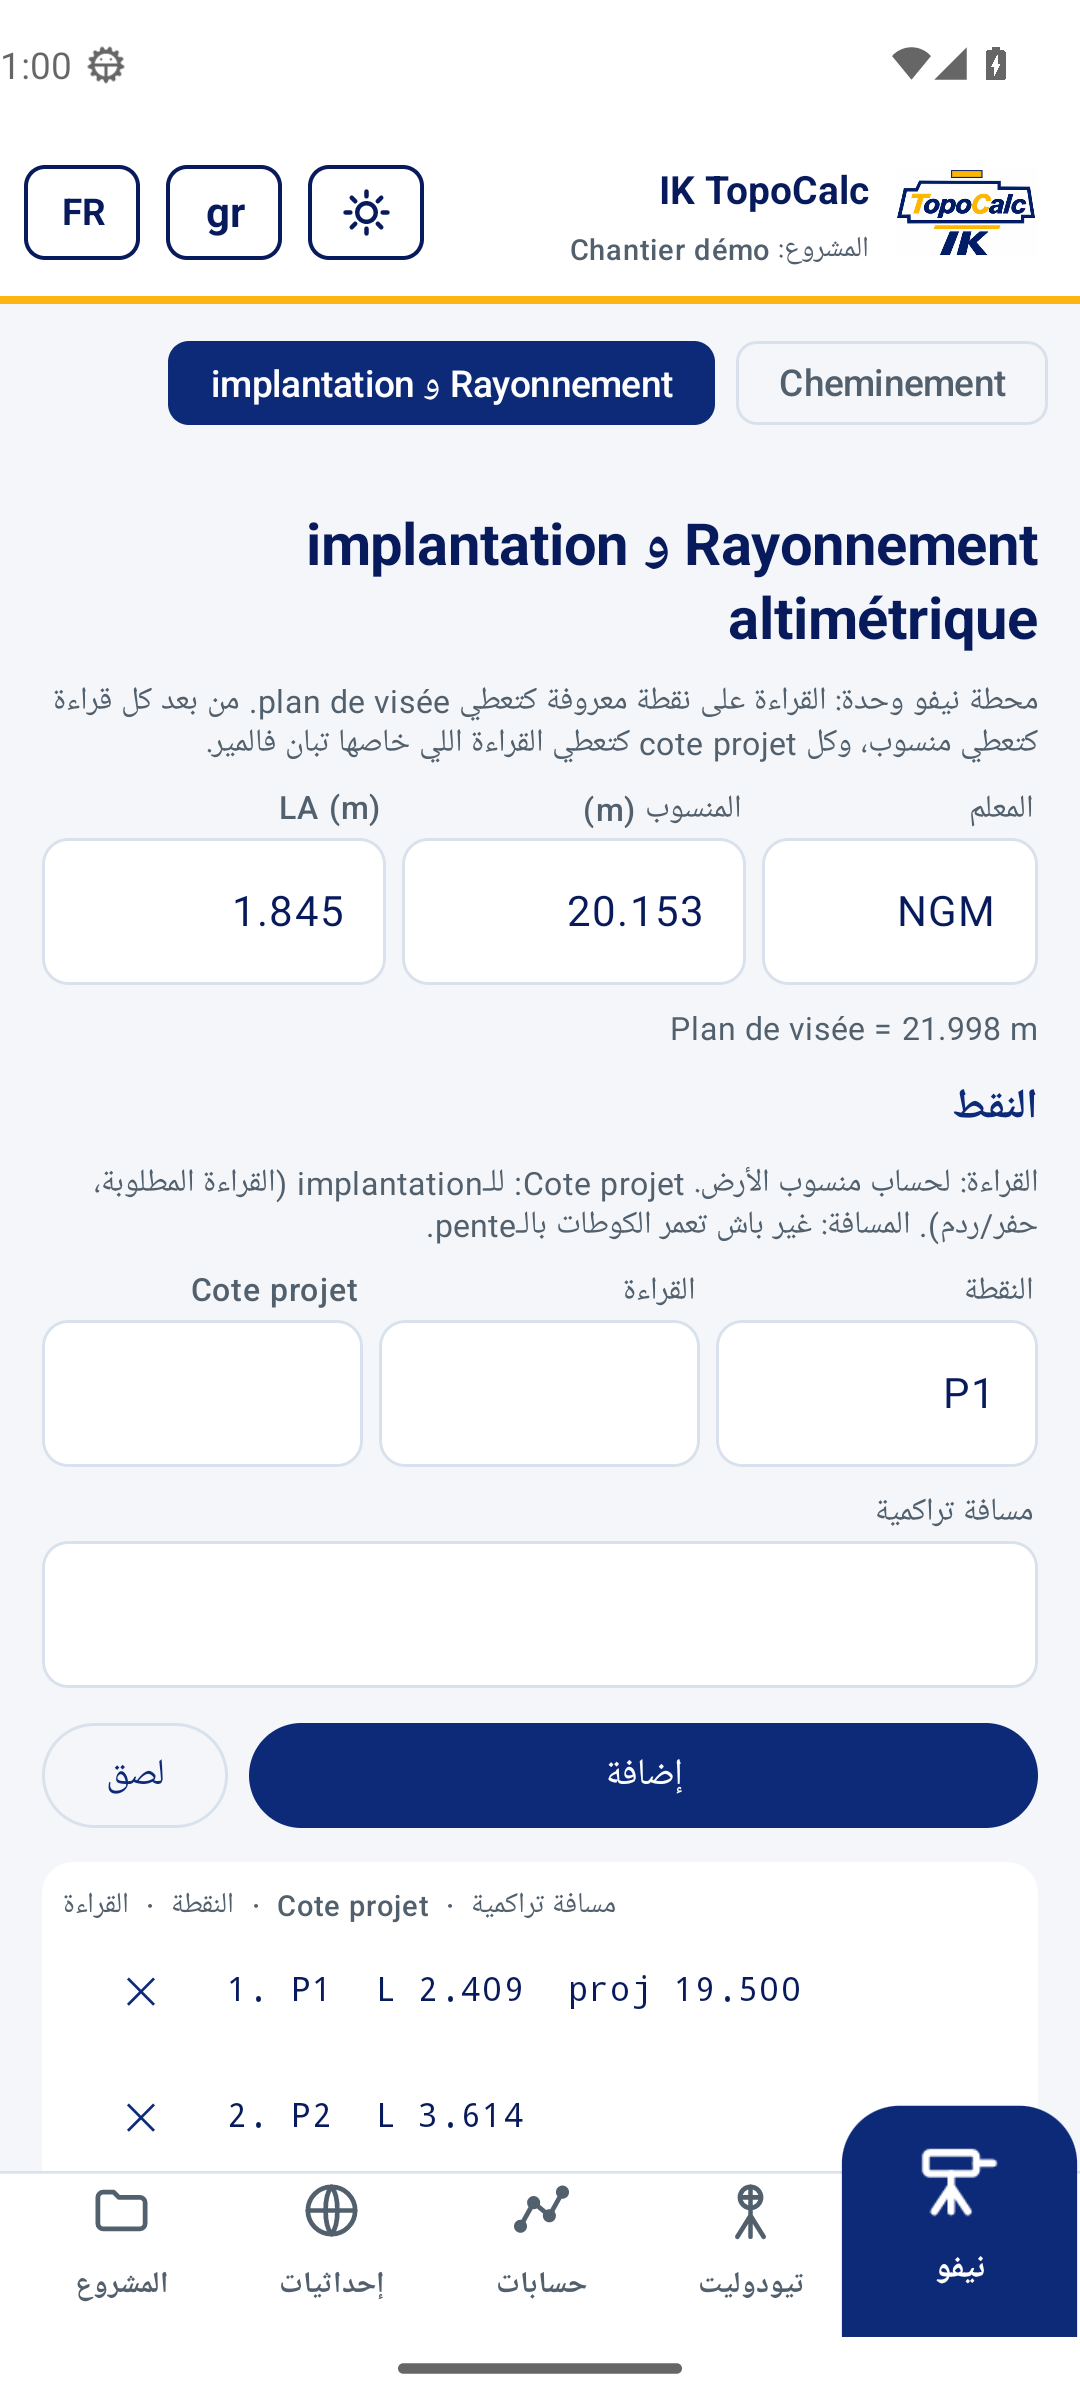 1:00
FR
gr
IK TopoCalc
المشروع: Chantier démo
TopoCalc
IK
Cheminement
Rayonnement و implantation
Rayonnement و implantation
altimétrique
محطة نيفو وحدة: القراءة على نقطة معروفة كتعطي plan de visée. من بعد كل قراءة
كتعطي منسوب، وكل cote projet كتعطي القراءة اللي خاصها تبان فالمير.
المعلم
المنسوب (m)
LA (m)
NGM
20.153
1.845
Plan de visée = 21.998 m
النقط
القراءة: لحساب منسوب الأرض. Cote projet: للـimplantation (القراءة المطلوبة،
حفر/ردم). المسافة: غير باش تعمر الكوطات بالـpente.
النقطة
القراءة
Cote projet
P1
مسافة تراكمية
إضافة
لصق
القراءة · النقطة · Cote projet · مسافة تراكمية
1. P1 L 2.409 proj 19.500
2. P2 L 3.614
نيفو
تيودوليت
حسابات
إحداثيات
المشروع